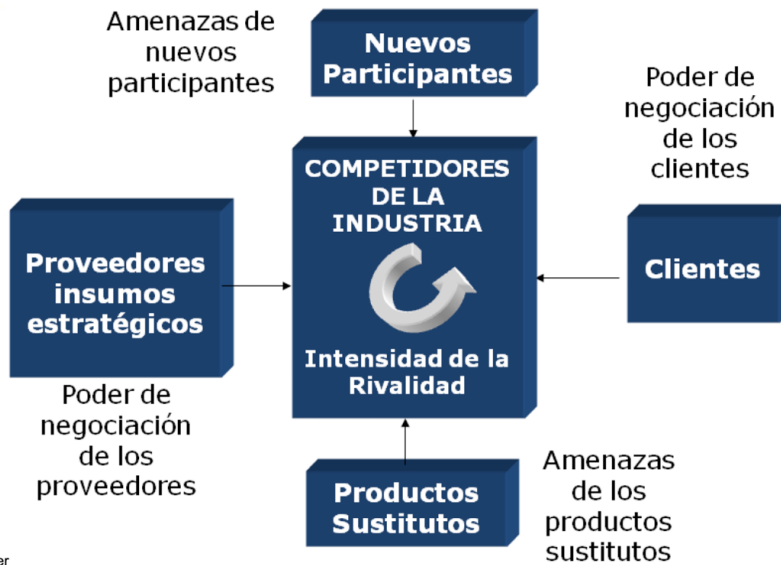 Amenazas de
nuevos
participantes
Nuevos
Participantes
Poder de
negociación
de los
clientes
COMPETIDORES
DE LA
INDUSTRIA
Intensidad de la
Rivalidad
Proveedores
insumos
estratégicos
Clientes
Poder de
negociación
de los
proveedores
Productos
Sustitutos
Amenazas
de los
productos
sustitutos
er